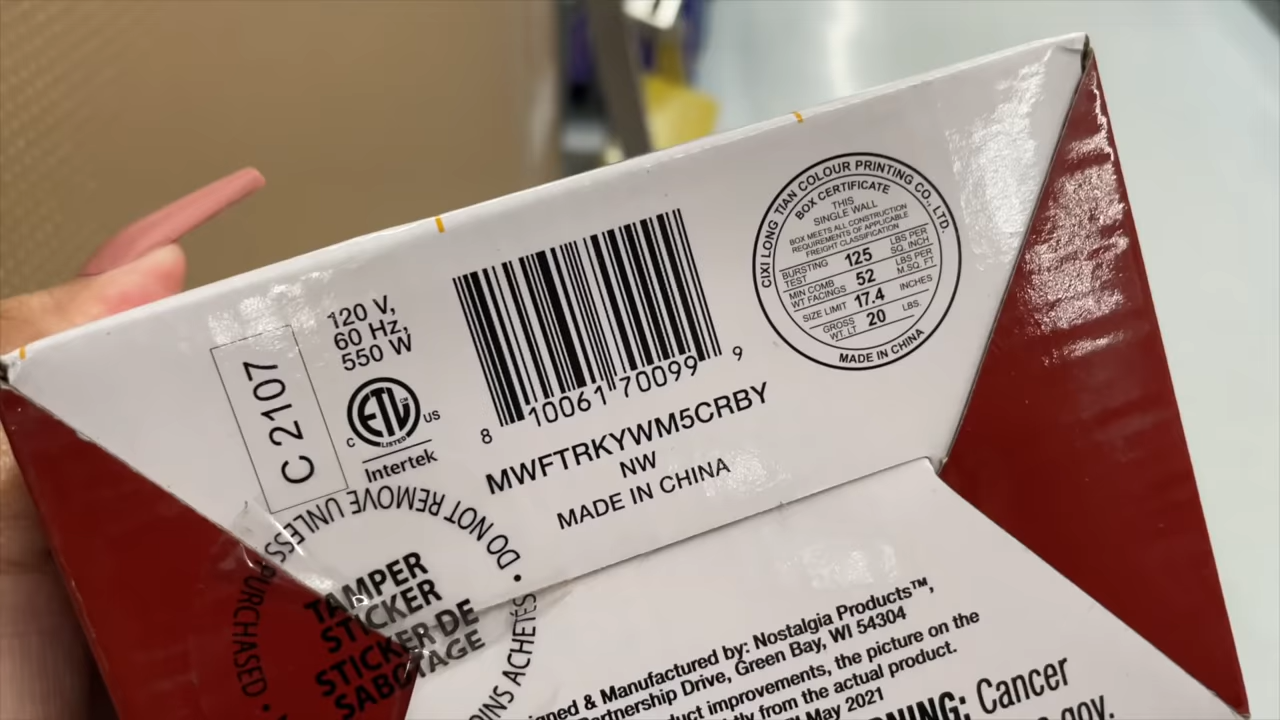 C 2107
120 V,
60 Hz,
550 W
C ETL CM US
LISTED
Intertek
8 10061 70099 9
MWFTRKYWM5CRBY
NW
MADE IN CHINA
CIXI LONG TIAN COLOUR PRINTING CO., LTD.
BOX CERTIFICATE
THIS
SINGLE WALL
BOX MEETS ALL CONSTRUCTION
REQUIREMENTS OF APPLICABLE
FREIGHT CLASSIFICATION
BURSTING TEST 125 LBS PER SQ. INCH
MIN COMB WT FACINGS 52 LBS PER M.SQ. FT
SIZE LIMIT 17.4 INCHES
GROSS WT. LT 20 LBS.
MADE IN CHINA
• DO NOT REMOVE UNLESS PURCHASED •
TAMPER
STICKER
STICKER DE
SABOTAGE
ACHETÉS
& Manufactured by: Nostalgia Products™,
Partnership Drive, Green Bay, WI 54304
improvements, the picture on the
from the actual product.
May 2021
Cancer
gov.